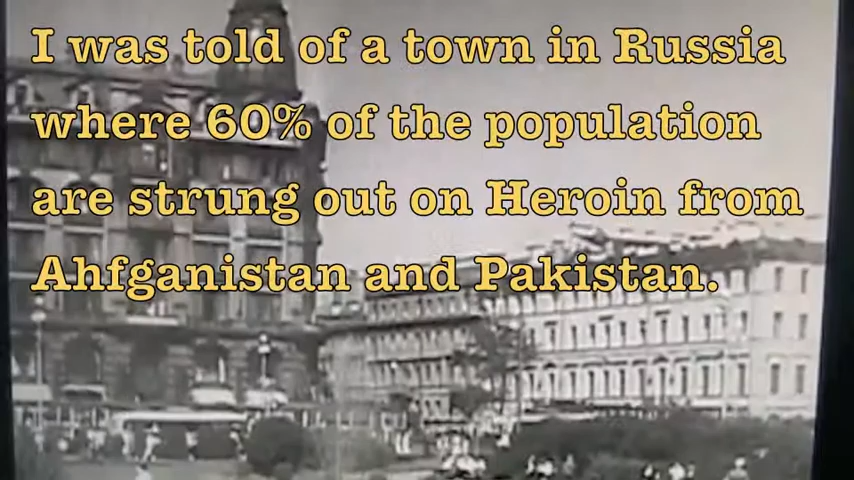 I was told of a town in Russia
where 60% of the population
are strung out on Heroin from
Ahfganistan and Pakistan.